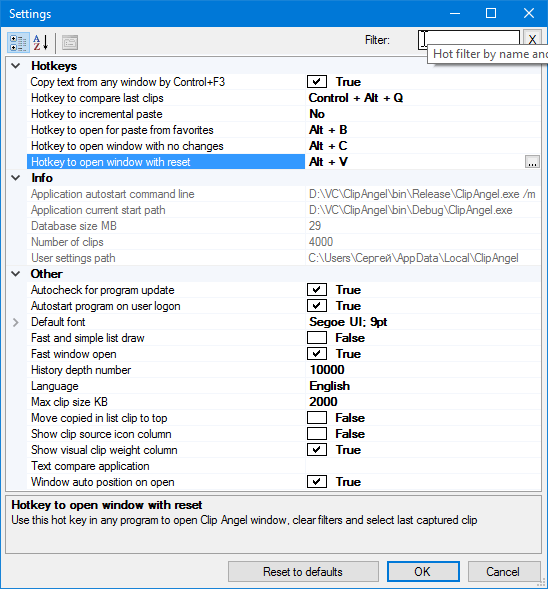 Settings
Filter:
X
Hot filter by name and
Hotkeys
Copy text from any window by Control+F3 True
Hotkey to compare last clips Control + Alt + Q
Hotkey to incremental paste No
Hotkey to open for paste from favorites Alt + B
Hotkey to open window with no changes Alt + C
Hotkey to open window with reset Alt + V ...
Info
Application autostart command line D:\VC\ClipAngel\bin\Release\ClipAngel.exe /m
Application current start path D:\VC\ClipAngel\bin\Debug\ClipAngel.exe
Database size MB 29
Number of clips 4000
User settings path C:\Users\Сергей\AppData\Local\ClipAngel
Other
Autocheck for program update True
Autostart program on user logon True
Default font Segoe UI; 9pt
Fast and simple list draw False
Fast window open True
History depth number 10000
Language English
Max clip size KB 2000
Move copied in list clip to top False
Show clip source icon column False
Show visual clip weight column True
Text compare application
Window auto position on open True
Hotkey to open window with reset
Use this hot key in any program to open Clip Angel window, clear filters and select last captured clip
Reset to defaults OK Cancel